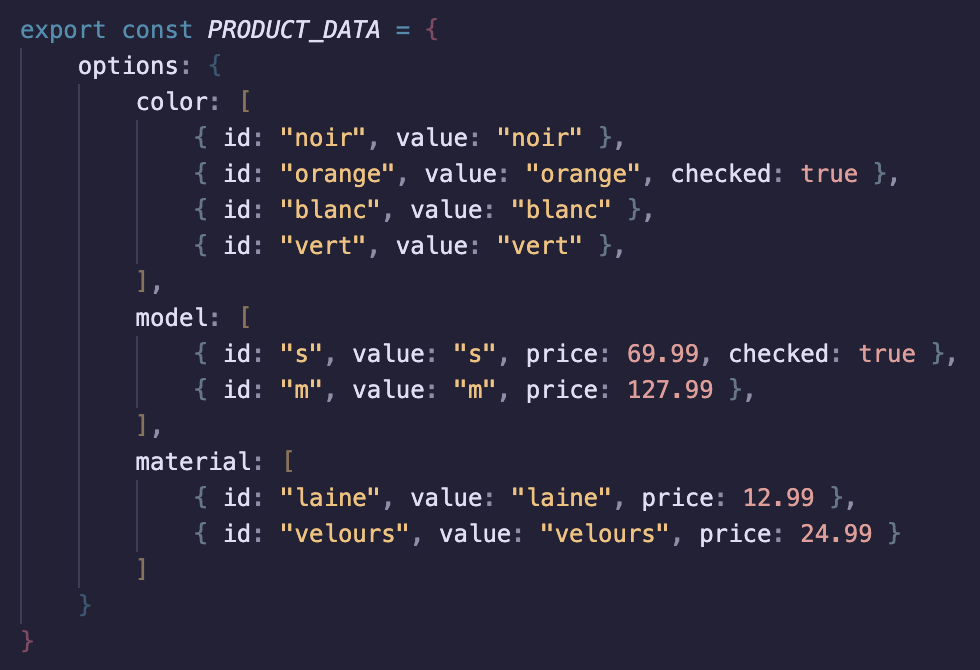 export const PRODUCT_DATA = {
    options: {
        color: [
            { id: "noir", value: "noir" },
            { id: "orange", value: "orange", checked: true },
            { id: "blanc", value: "blanc" },
            { id: "vert", value: "vert" },
        ],
        model: [
            { id: "s", value: "s", price: 69.99, checked: true },
            { id: "m", value: "m", price: 127.99 },
        ],
        material: [
            { id: "laine", value: "laine", price: 12.99 },
            { id: "velours", value: "velours", price: 24.99 }
        ]
    }
}